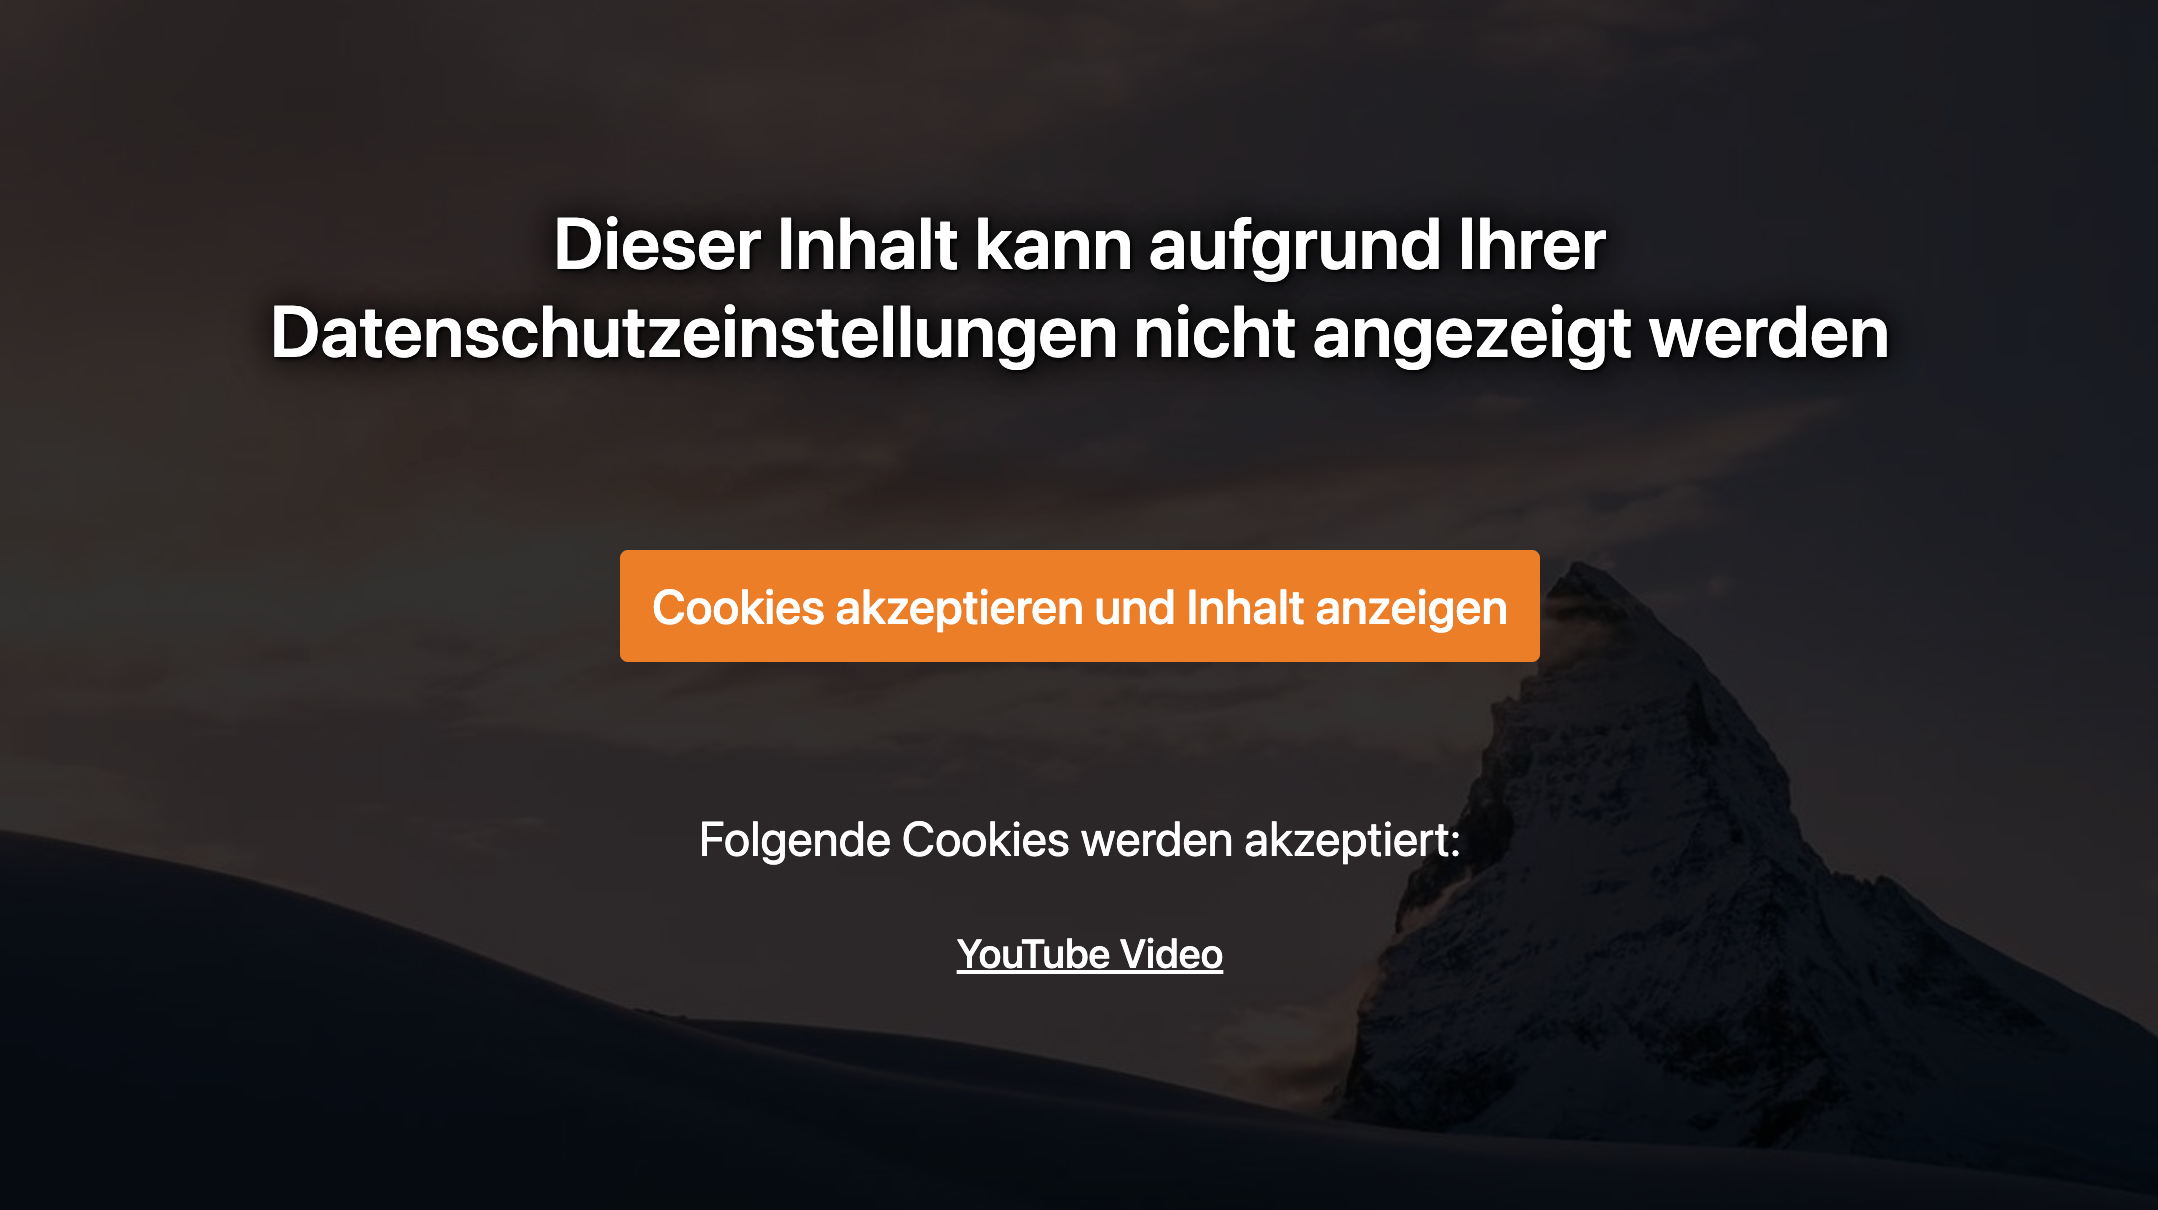 Dieser Inhalt kann aufgrund Ihrer
Datenschutzeinstellungen nicht angezeigt werden
Cookies akzeptieren und Inhalt anzeigen
Folgende Cookies werden akzeptiert:
YouTube Video